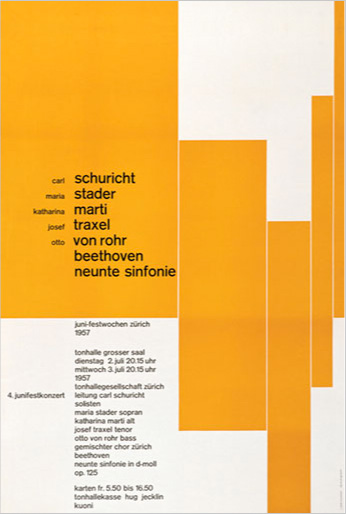 carl schuricht
maria stader
katharina marti
josef traxel
otto von rohr
beethoven
neunte sinfonie
juni-festwochen zürich
1957
tonhalle grosser saal
dienstag 2. juli 20.15 uhr
mittwoch 3. juli 20.15 uhr
1957
tonhallegesellschaft zürich
4. junifestkonzert leitung carl schuricht
solisten
maria stader sopran
katharina marti alt
josef traxel tenor
otto von rohr bass
gemischter chor zürich
beethoven
neunte sinfonie in d-moll
op. 125
karten fr. 5.50 bis 16.50
tonhallekasse hug jecklin
kuoni